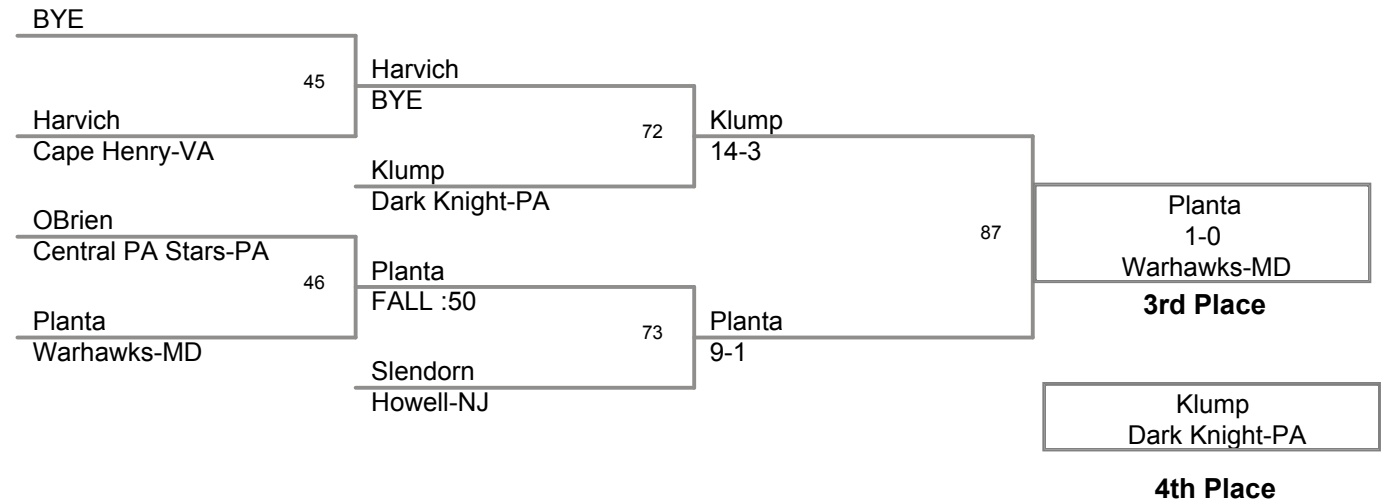 BYE
45
Harvich
Cape Henry-VA
OBrien
Central PA Stars-PA
46
Planta
Warhawks-MD
Harvich
BYE
72
Klump
Dark Knight-PA
Planta
FALL :50
73
Slendorn
Howell-NJ
Klump
14-3
87
Planta
9-1
Planta
1-0
Warhawks-MD
3rd Place
Klump
Dark Knight-PA
4th Place